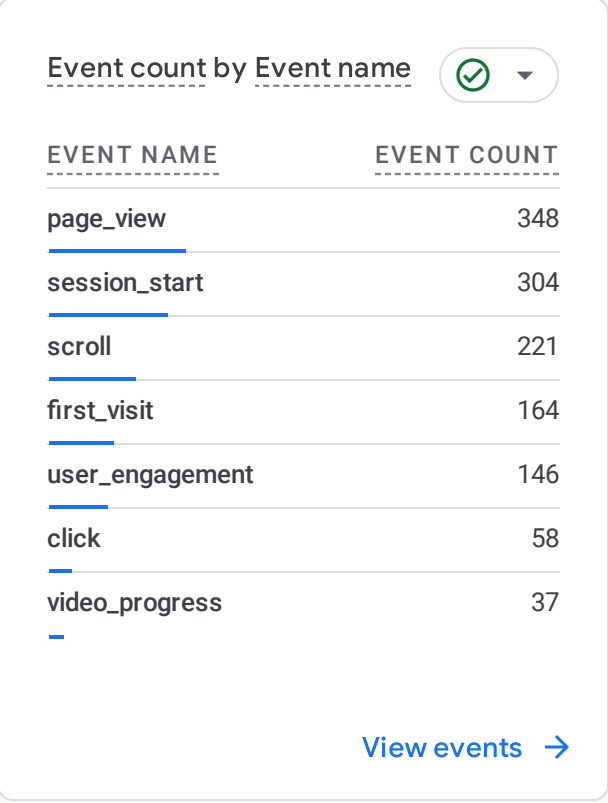 Event count by Event name
EVENT NAME EVENT COUNT
page_view 348
session_start 304
scroll 221
first_visit 164
user_engagement 146
click 58
video_progress 37
View events